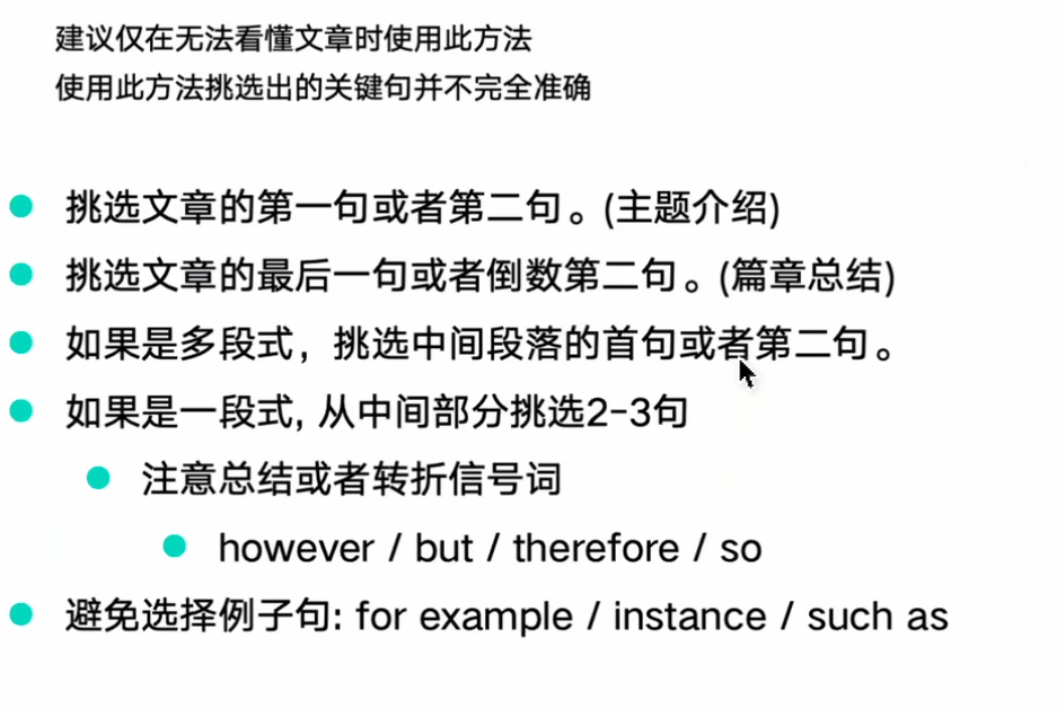 建议仅在无法看懂文章时使用此方法
使用此方法挑选出的关键句并不完全准确
挑选文章的第一句或者第二句。(主题介绍)
挑选文章的最后一句或者倒数第二句。(篇章总结)
如果是多段式，挑选中间段落的首句或者第二句。
如果是一段式, 从中间部分挑选2-3句
注意总结或者转折信号词
however / but / therefore / so
避免选择例子句: for example / instance / such as